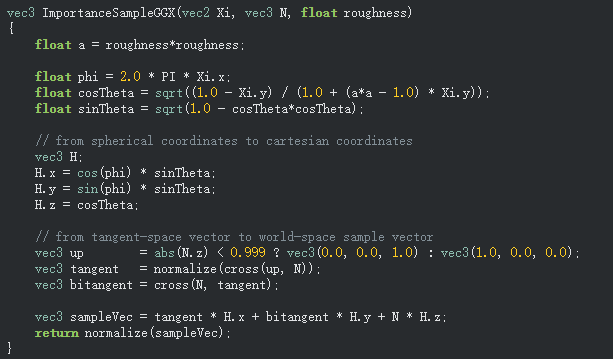 vec3 ImportanceSampleGGX(vec2 Xi, vec3 N, float roughness)
{
    float a = roughness*roughness;

    float phi = 2.0 * PI * Xi.x;
    float cosTheta = sqrt((1.0 - Xi.y) / (1.0 + (a*a - 1.0) * Xi.y));
    float sinTheta = sqrt(1.0 - cosTheta*cosTheta);

    // from spherical coordinates to cartesian coordinates
    vec3 H;
    H.x = cos(phi) * sinTheta;
    H.y = sin(phi) * sinTheta;
    H.z = cosTheta;

    // from tangent-space vector to world-space sample vector
    vec3 up        = abs(N.z) < 0.999 ? vec3(0.0, 0.0, 1.0) : vec3(1.0, 0.0, 0.0);
    vec3 tangent   = normalize(cross(up, N));
    vec3 bitangent = cross(N, tangent);

    vec3 sampleVec = tangent * H.x + bitangent * H.y + N * H.z;
    return normalize(sampleVec);
}